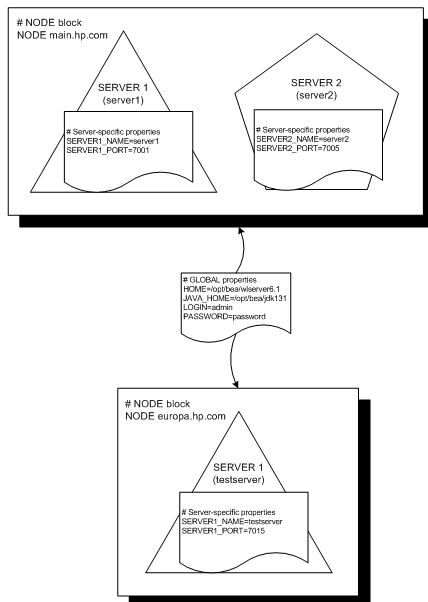 # NODE block
NODE main.hp.com
SERVER 1
(server1)
# Server-specific properties
SERVER1_NAME=server1
SERVER1_PORT=7001
SERVER 2
(server2)
# Server-specific properties
SERVER2_NAME=server2
SERVER2_PORT=7005
# GLOBAL properties
HOME=/opt/bea/wlserver6.1
JAVA_HOME=/opt/bea/jdk131
LOGIN=admin
PASSWORD=password
# NODE block
NODE europa.hp.com
SERVER 1
(testserver)
# Server-specific properties
SERVER1_NAME=testserver
SERVER1_PORT=7015